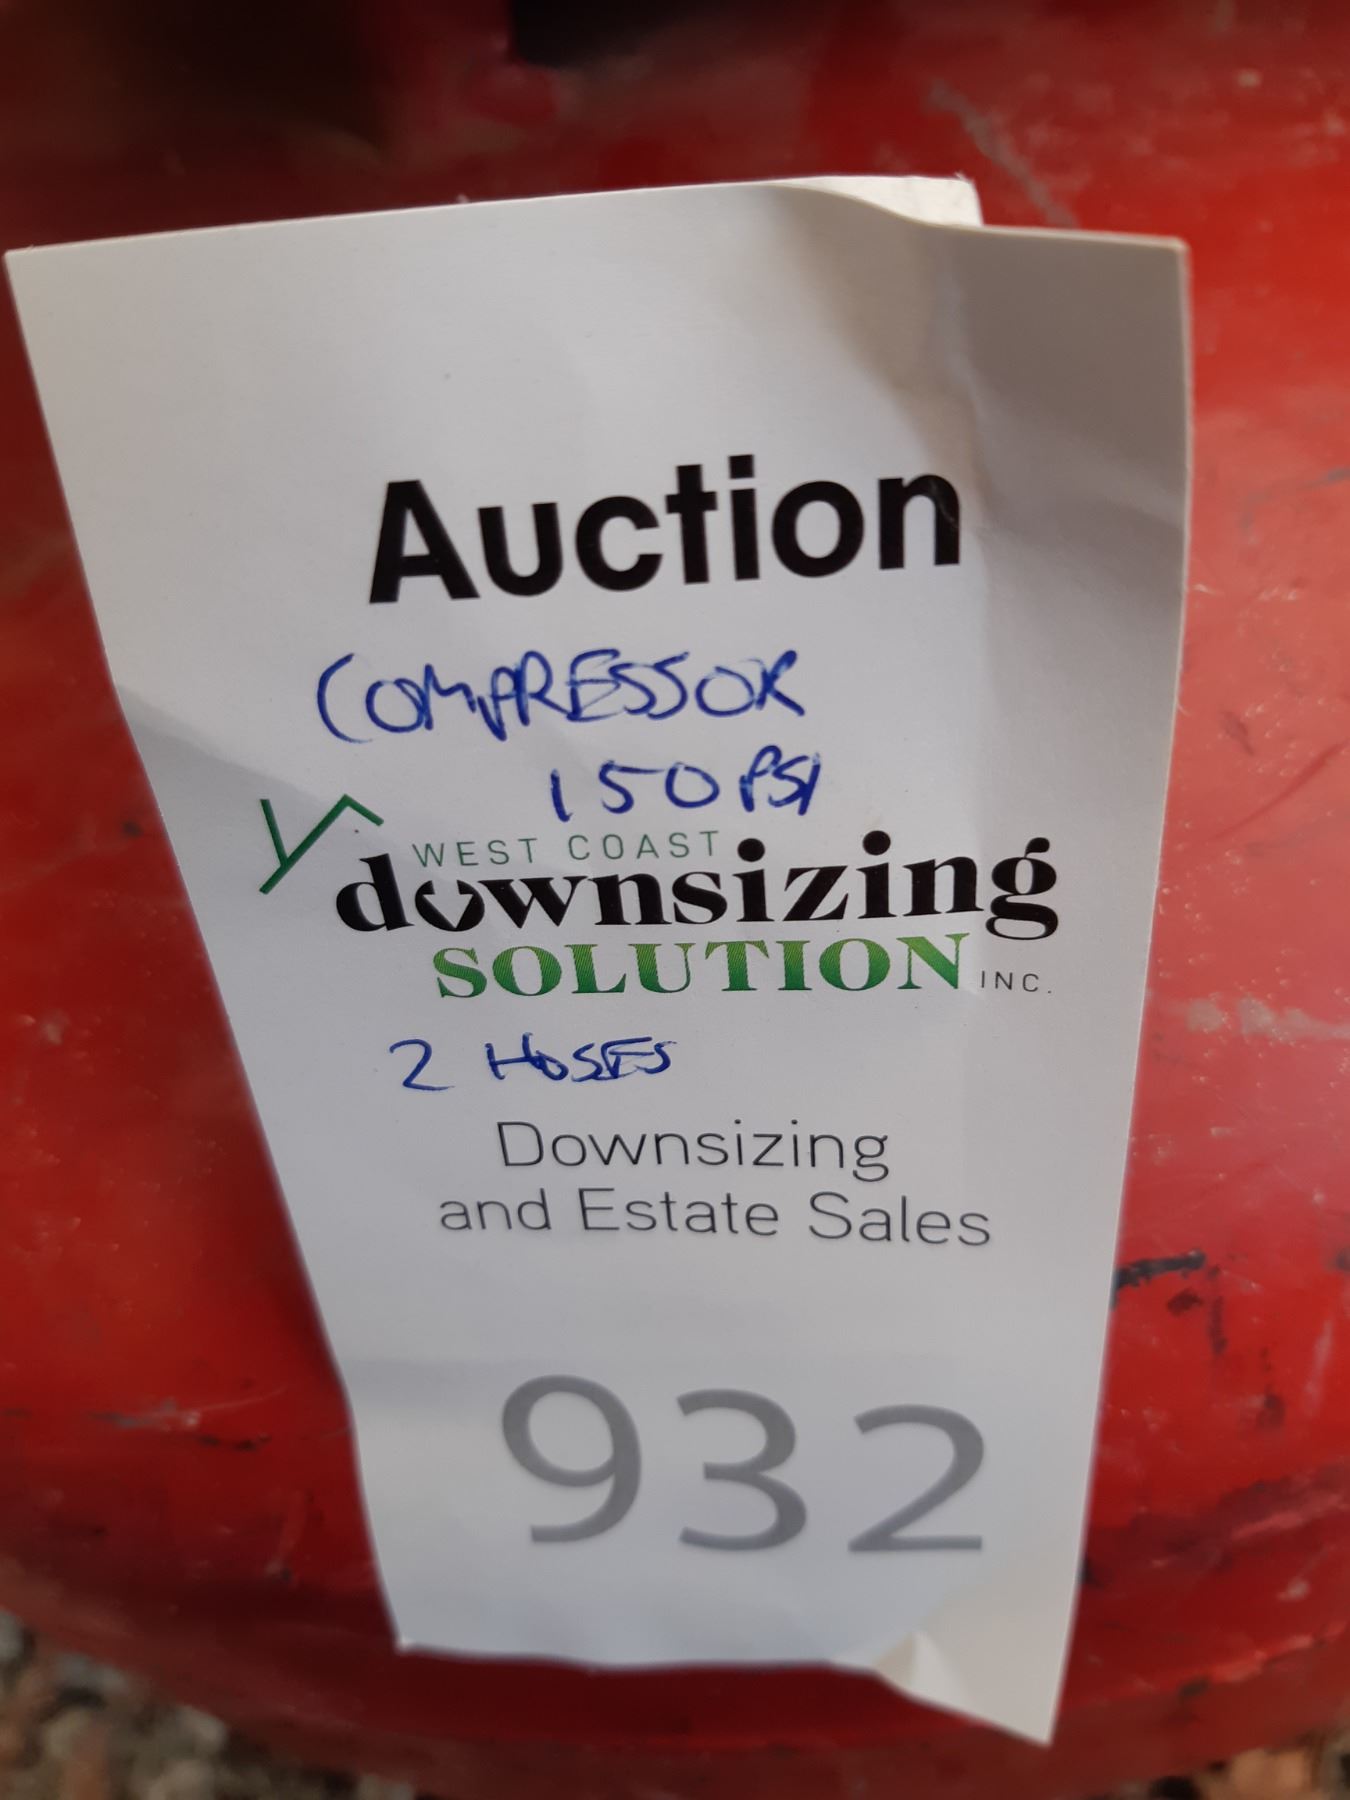 Auction
COMPRESSOR
150 PSI
WEST COAST
downsizing
SOLUTION INC.
2 HOSES
Downsizing
and Estate Sales
932